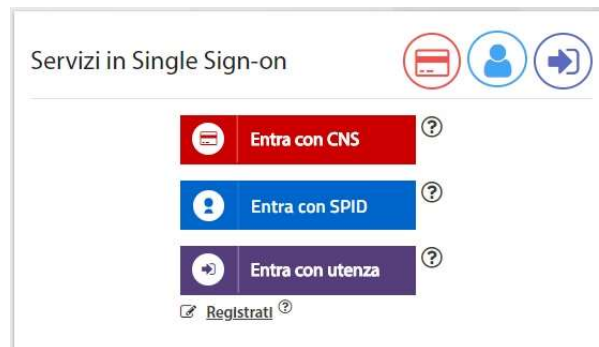 Servizi in Single Sign-on
Entra con CNS
?
Entra con SPID
?
Entra con utenza
?
Registrati ?